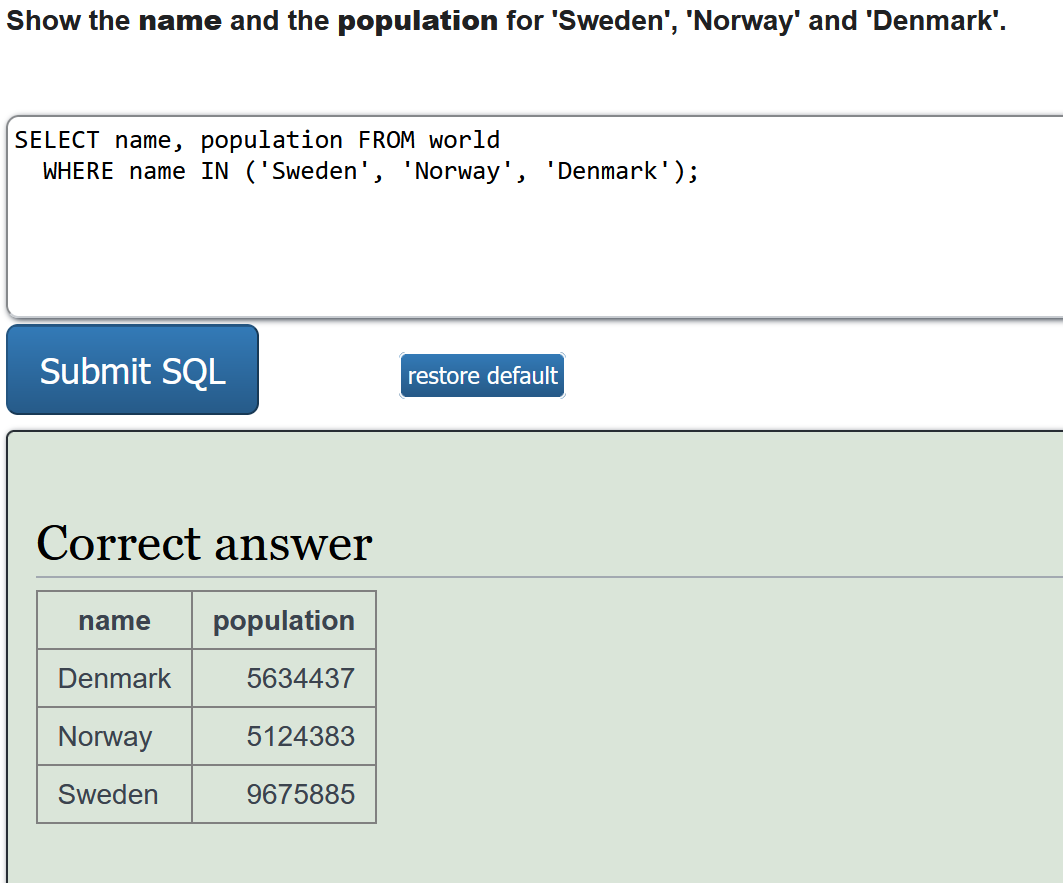 Show the name and the population for 'Sweden', 'Norway' and 'Denmark'.
SELECT name, population FROM world
  WHERE name IN ('Sweden', 'Norway', 'Denmark');
Submit SQL
restore default
Correct answer
name population
Denmark 5634437
Norway 5124383
Sweden 9675885